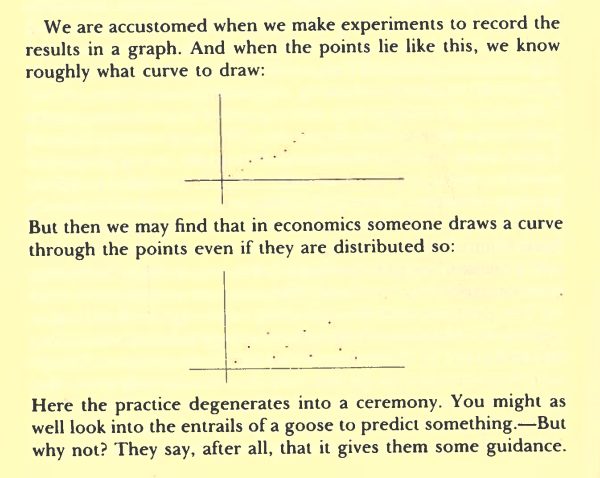 We are accustomed when we make experiments to record the
results in a graph. And when the points lie like this, we know
roughly what curve to draw:
But then we may find that in economics someone draws a curve
through the points even if they are distributed so:
Here the practice degenerates into a ceremony. You might as
well look into the entrails of a goose to predict something.—But
why not? They say, after all, that it gives them some guidance.